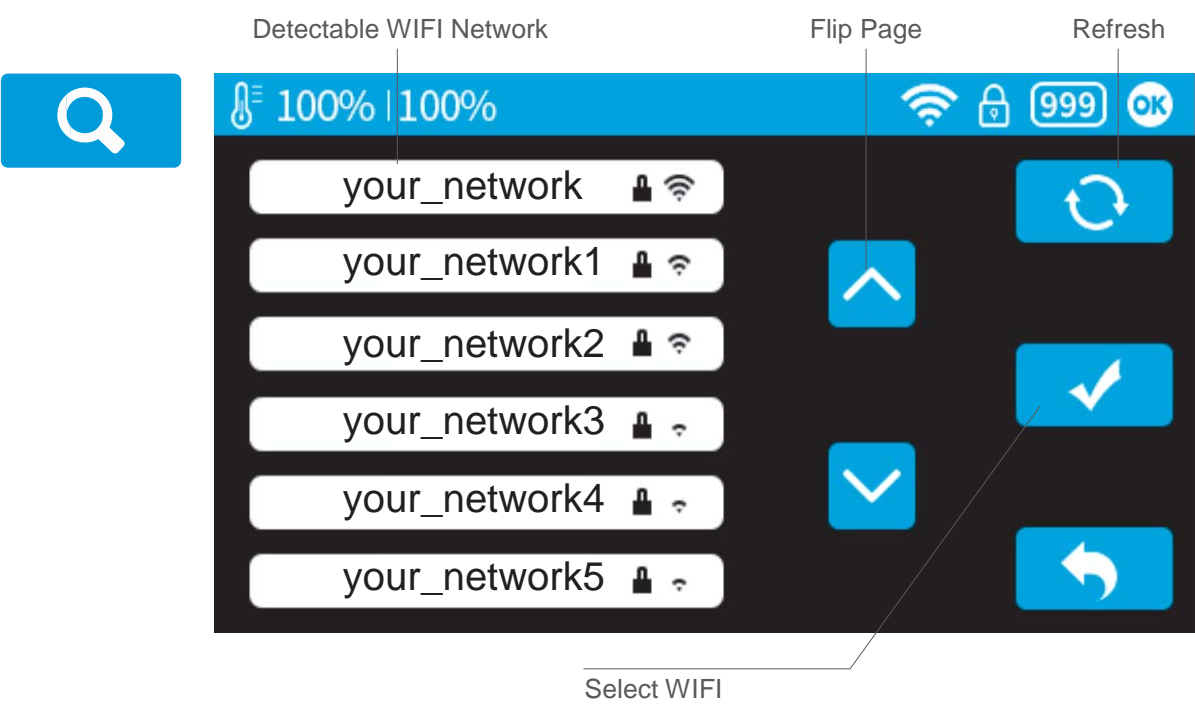 Detectable WIFI Network Flip Page Refresh
100% | 100% 999 OK
your_network
your_network1
your_network2
your_network3
your_network4
your_network5
Select WIFI